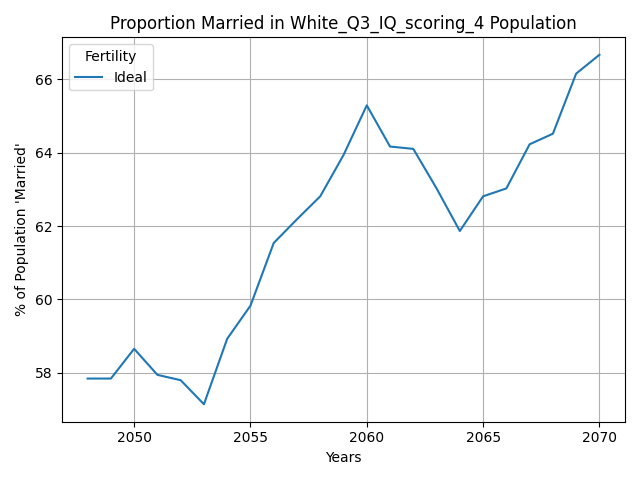 Proportion Married in White_Q3_IQ_scoring_4 Population
Fertility
Ideal
% of Population 'Married'
66
64
62
60
58
2050
2055
2060
2065
2070
Years